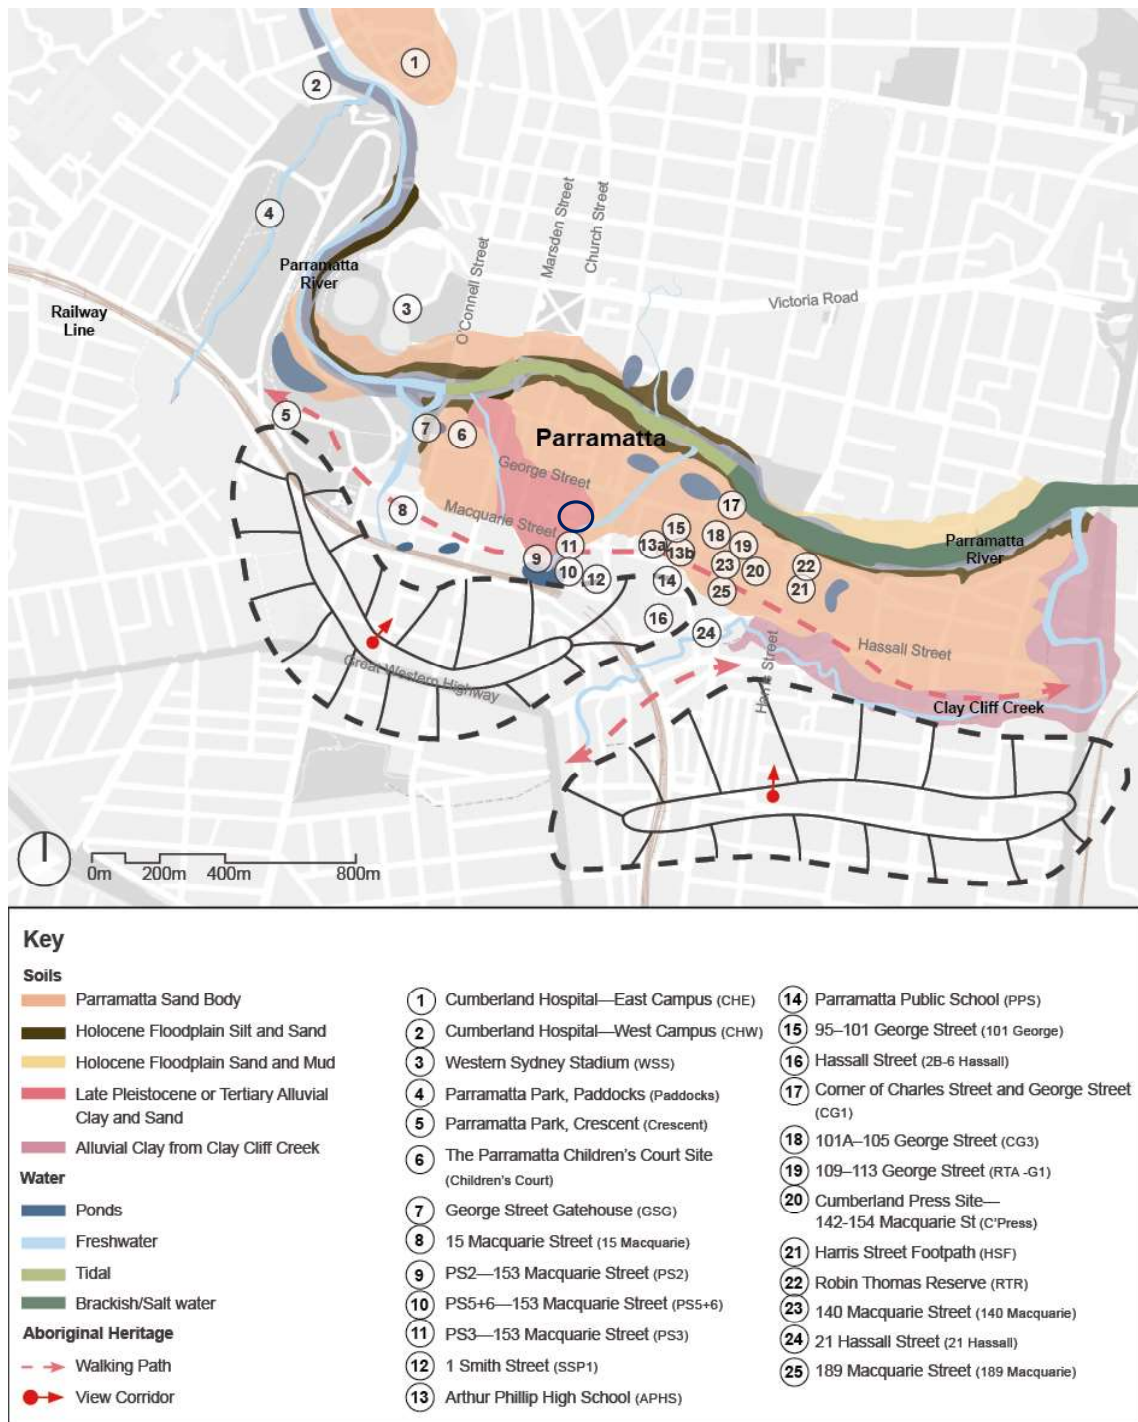 1
2
Marsden Street
Church Street
4
O'Connell Street
Parramatta
River
3
Victoria Road
Railway
Line
5
7
6
Parramatta
George Street
8
Macquarie Street
17
15
18
11
13a
13b
19
Parramatta
River
9
10
12
14
23
20
22
21
25
16
24
Hassall Street
Harris Street
Great Western Highway
Clay Cliff Creek
0m
200m
400m
800m
Key
Soils
Parramatta Sand Body
Holocene Floodplain Silt and Sand
Holocene Floodplain Sand and Mud
Late Pleistocene or Tertiary Alluvial
Clay and Sand
Alluvial Clay from Clay Cliff Creek
Water
Ponds
Freshwater
Tidal
Brackish/Salt water
Aboriginal Heritage
Walking Path
View Corridor
1 Cumberland Hospital—East Campus (CHE)
2 Cumberland Hospital—West Campus (CHW)
3 Western Sydney Stadium (WSS)
4 Parramatta Park, Paddocks (Paddocks)
5 Parramatta Park, Crescent (Crescent)
6 The Parramatta Children's Court Site
(Children's Court)
7 George Street Gatehouse (GSG)
8 15 Macquarie Street (15 Macquarie)
9 PS2—153 Macquarie Street (PS2)
10 PS5+6—153 Macquarie Street (PS5+6)
11 PS3—153 Macquarie Street (PS3)
12 1 Smith Street (SSP1)
13 Arthur Phillip High School (APHS)
14 Parramatta Public School (PPS)
15 95–101 George Street (101 George)
16 Hassall Street (2B-6 Hassall)
17 Corner of Charles Street and George Street
(CG1)
18 101A–105 George Street (CG3)
19 109–113 George Street (RTA -G1)
20 Cumberland Press Site—
142-154 Macquarie St (C'Press)
21 Harris Street Footpath (HSF)
22 Robin Thomas Reserve (RTR)
23 140 Macquarie Street (140 Macquarie)
24 21 Hassall Street (21 Hassall)
25 189 Macquarie Street (189 Macquarie)